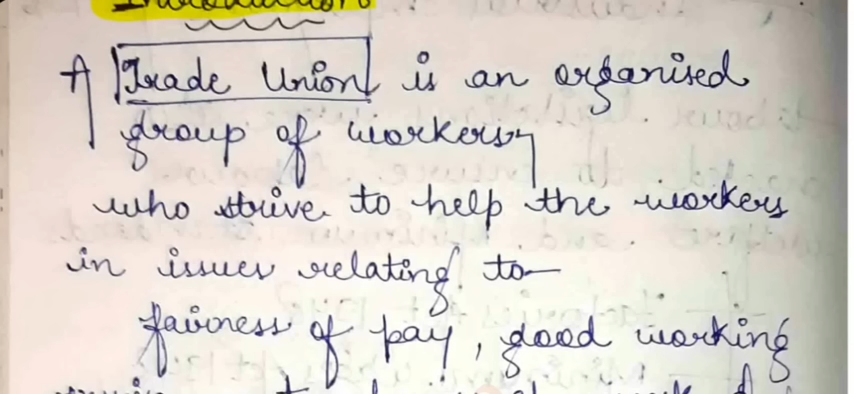 Introduction
A Trade Union is an organised
group of workers,
who strive to help the workers
in issues relating to—
fairness of pay, good working